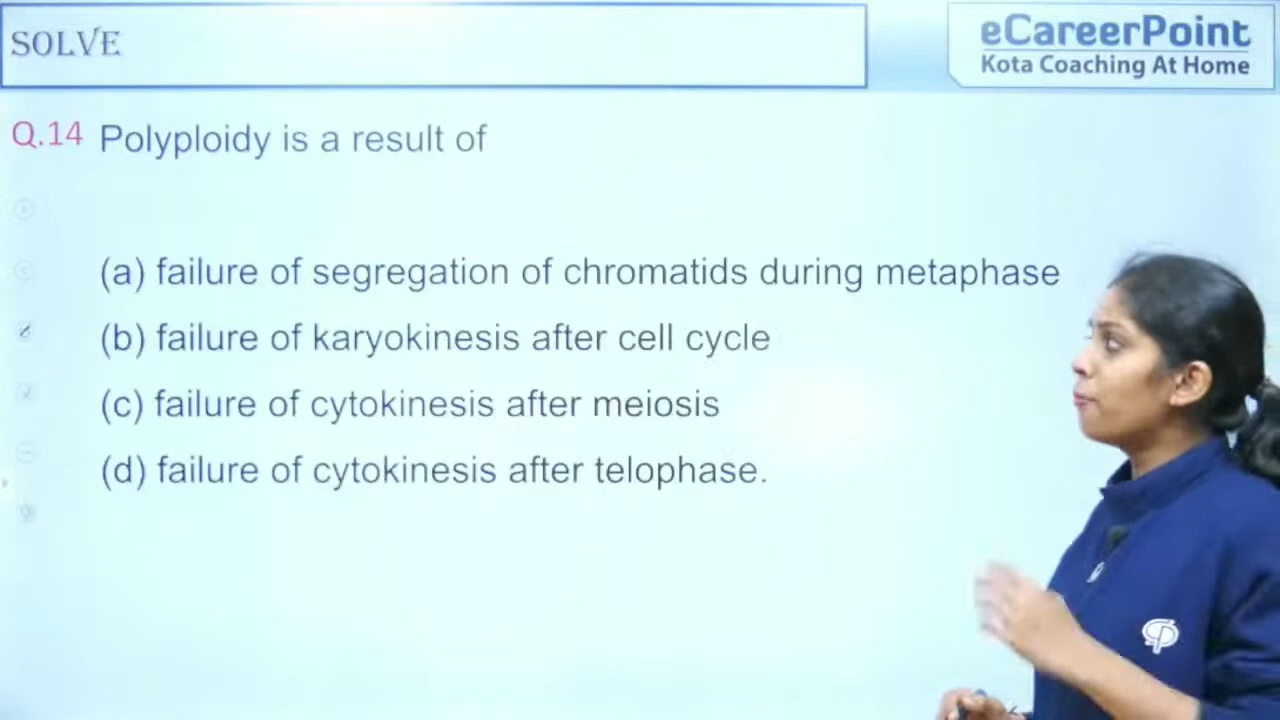 SOLVE
eCareerPoint
Kota Coaching At Home
Q.14 Polyploidy is a result of
(a) failure of segregation of chromatids during metaphase
(b) failure of karyokinesis after cell cycle
(c) failure of cytokinesis after meiosis
(d) failure of cytokinesis after telophase.
CP